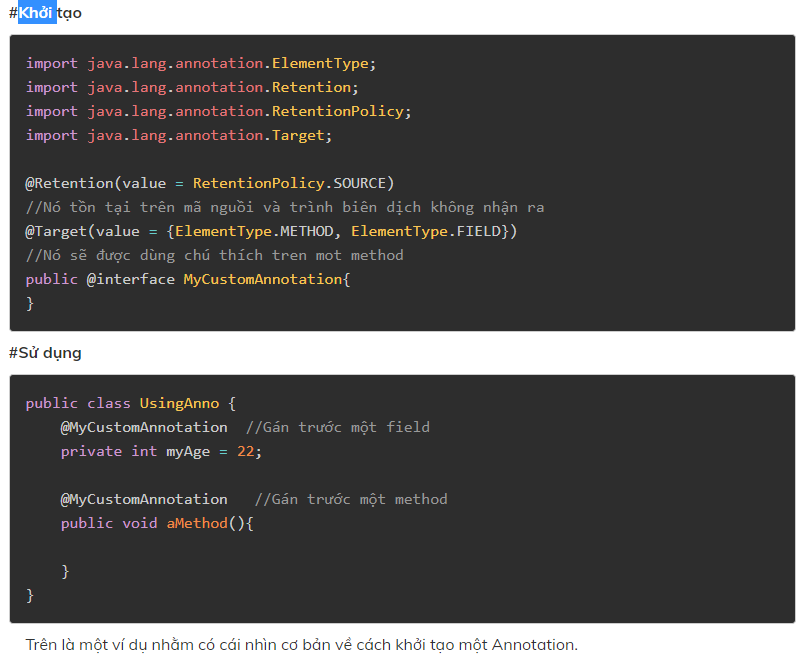 #Khởi tạo
import java.lang.annotation.ElementType;
import java.lang.annotation.Retention;
import java.lang.annotation.RetentionPolicy;
import java.lang.annotation.Target;
@Retention(value = RetentionPolicy.SOURCE)
//Nó tồn tại trên mã nguồi và trình biên dịch không nhận ra
@Target(value = {ElementType.METHOD, ElementType.FIELD})
//Nó sẽ được dùng chú thích tren mot method
public @interface MyCustomAnnotation{
}
#Sử dụng
public class UsingAnno {
@MyCustomAnnotation  //Gán trước một field
private int myAge = 22;
@MyCustomAnnotation   //Gán trước một method
public void aMethod(){
}
}
Trên là một ví dụ nhằm có cái nhìn cơ bản về cách khởi tạo một Annotation.